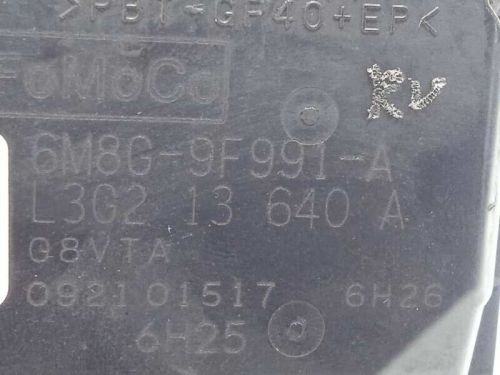 >PBT-GF40+EP<
FoMoCo
RV
6M8G-9F991-A
L3G2 13 640 A
G8VTA
092101517 6H26
6H25